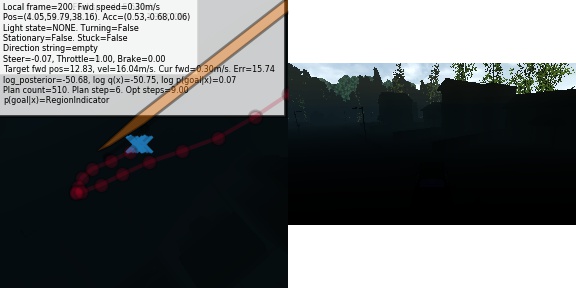 Local frame=200. Fwd speed=0.30m/s
Pos=(4.05,59.79,38.16). Acc=(0.53,-0.68,0.06)
Light state=NONE. Turning=False
Stationary=False. Stuck=False
Direction string=empty
Steer=-0.07, Throttle=1.00, Brake=0.00
Target fwd pos=12.83, vel=16.04m/s. Cur fwd=0.30m/s. Err=15.74
log_posterior=-50.68, log q(x)=-50.75, log p(goal|x)=0.07
Plan count=510. Plan step=6. Opt steps=9.00
p(goal|x)=RegionIndicator